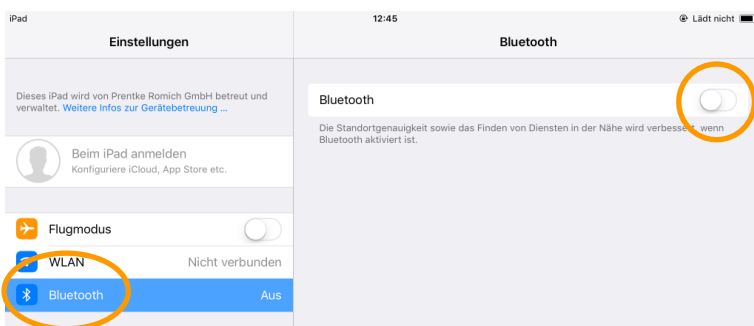 iPad
12:45
Lädt nicht
Einstellungen
Bluetooth
Dieses iPad wird von Prentke Romich GmbH betreut und
verwaltet. Weitere Infos zur Gerätebetreuung ...
Beim iPad anmelden
Konfiguriere iCloud, App Store etc.
Flugmodus
WLAN
Nicht verbunden
Bluetooth
Aus
Bluetooth
Die Standortgenauigkeit sowie das Finden von Diensten in der Nähe wird verbessert, wenn
Bluetooth aktiviert ist.